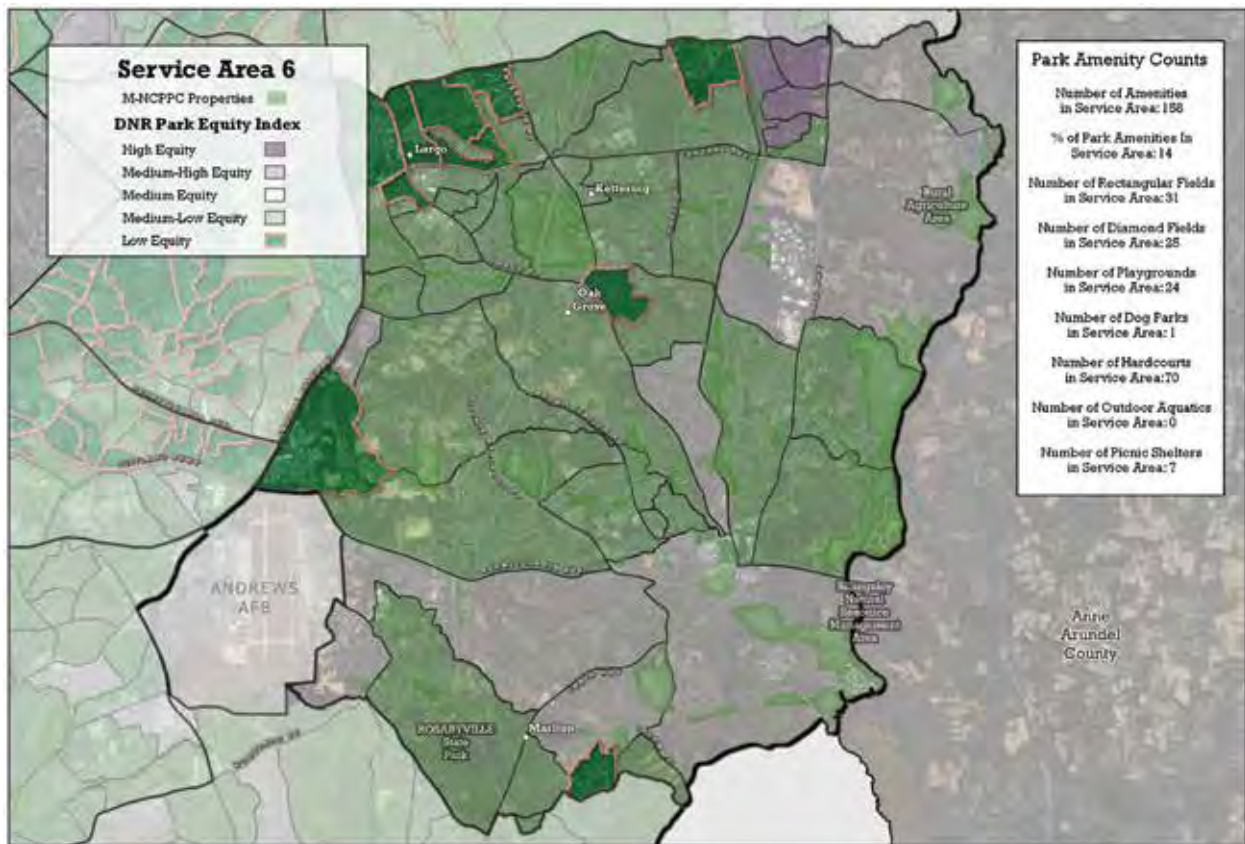 Service Area 6
M-NCPPC Properties
DNR Park Equity Index
High Equity
Medium-High Equity
Medium Equity
Medium-Low Equity
Low Equity
Park Amenity Counts
Number of Amenities
in Service Area: 158
% of Park Amenities In
Service Area: 14
Number of Rectangular Fields
in Service Area: 31
Number of Diamond Fields
in Service Area: 25
Number of Playgrounds
in Service Area: 24
Number of Dog Parks
in Service Area: 1
Number of Hardcourts
in Service Area: 70
Number of Outdoor Aquatics
in Service Area: 0
Number of Picnic Shelters
in Service Area: 7
Largo
Kettering
Rural
Agriculture
Area
Oak
Grove
ANDREWS
AFB
Natural
Resource
Management
Area
Anne
Arundel
County
ROSARYVILLE
State
Park
Marlton